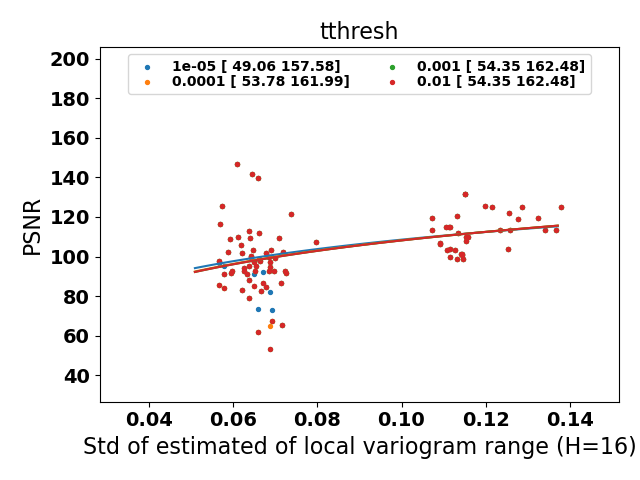 tthresh
1e-05 [ 49.06 157.58]
0.0001 [ 53.78 161.99]
0.001 [ 54.35 162.48]
0.01 [ 54.35 162.48]
PSNR
200
180
160
140
120
100
80
60
40
0.04 0.06 0.08 0.10 0.12 0.14
Std of estimated of local variogram range (H=16)